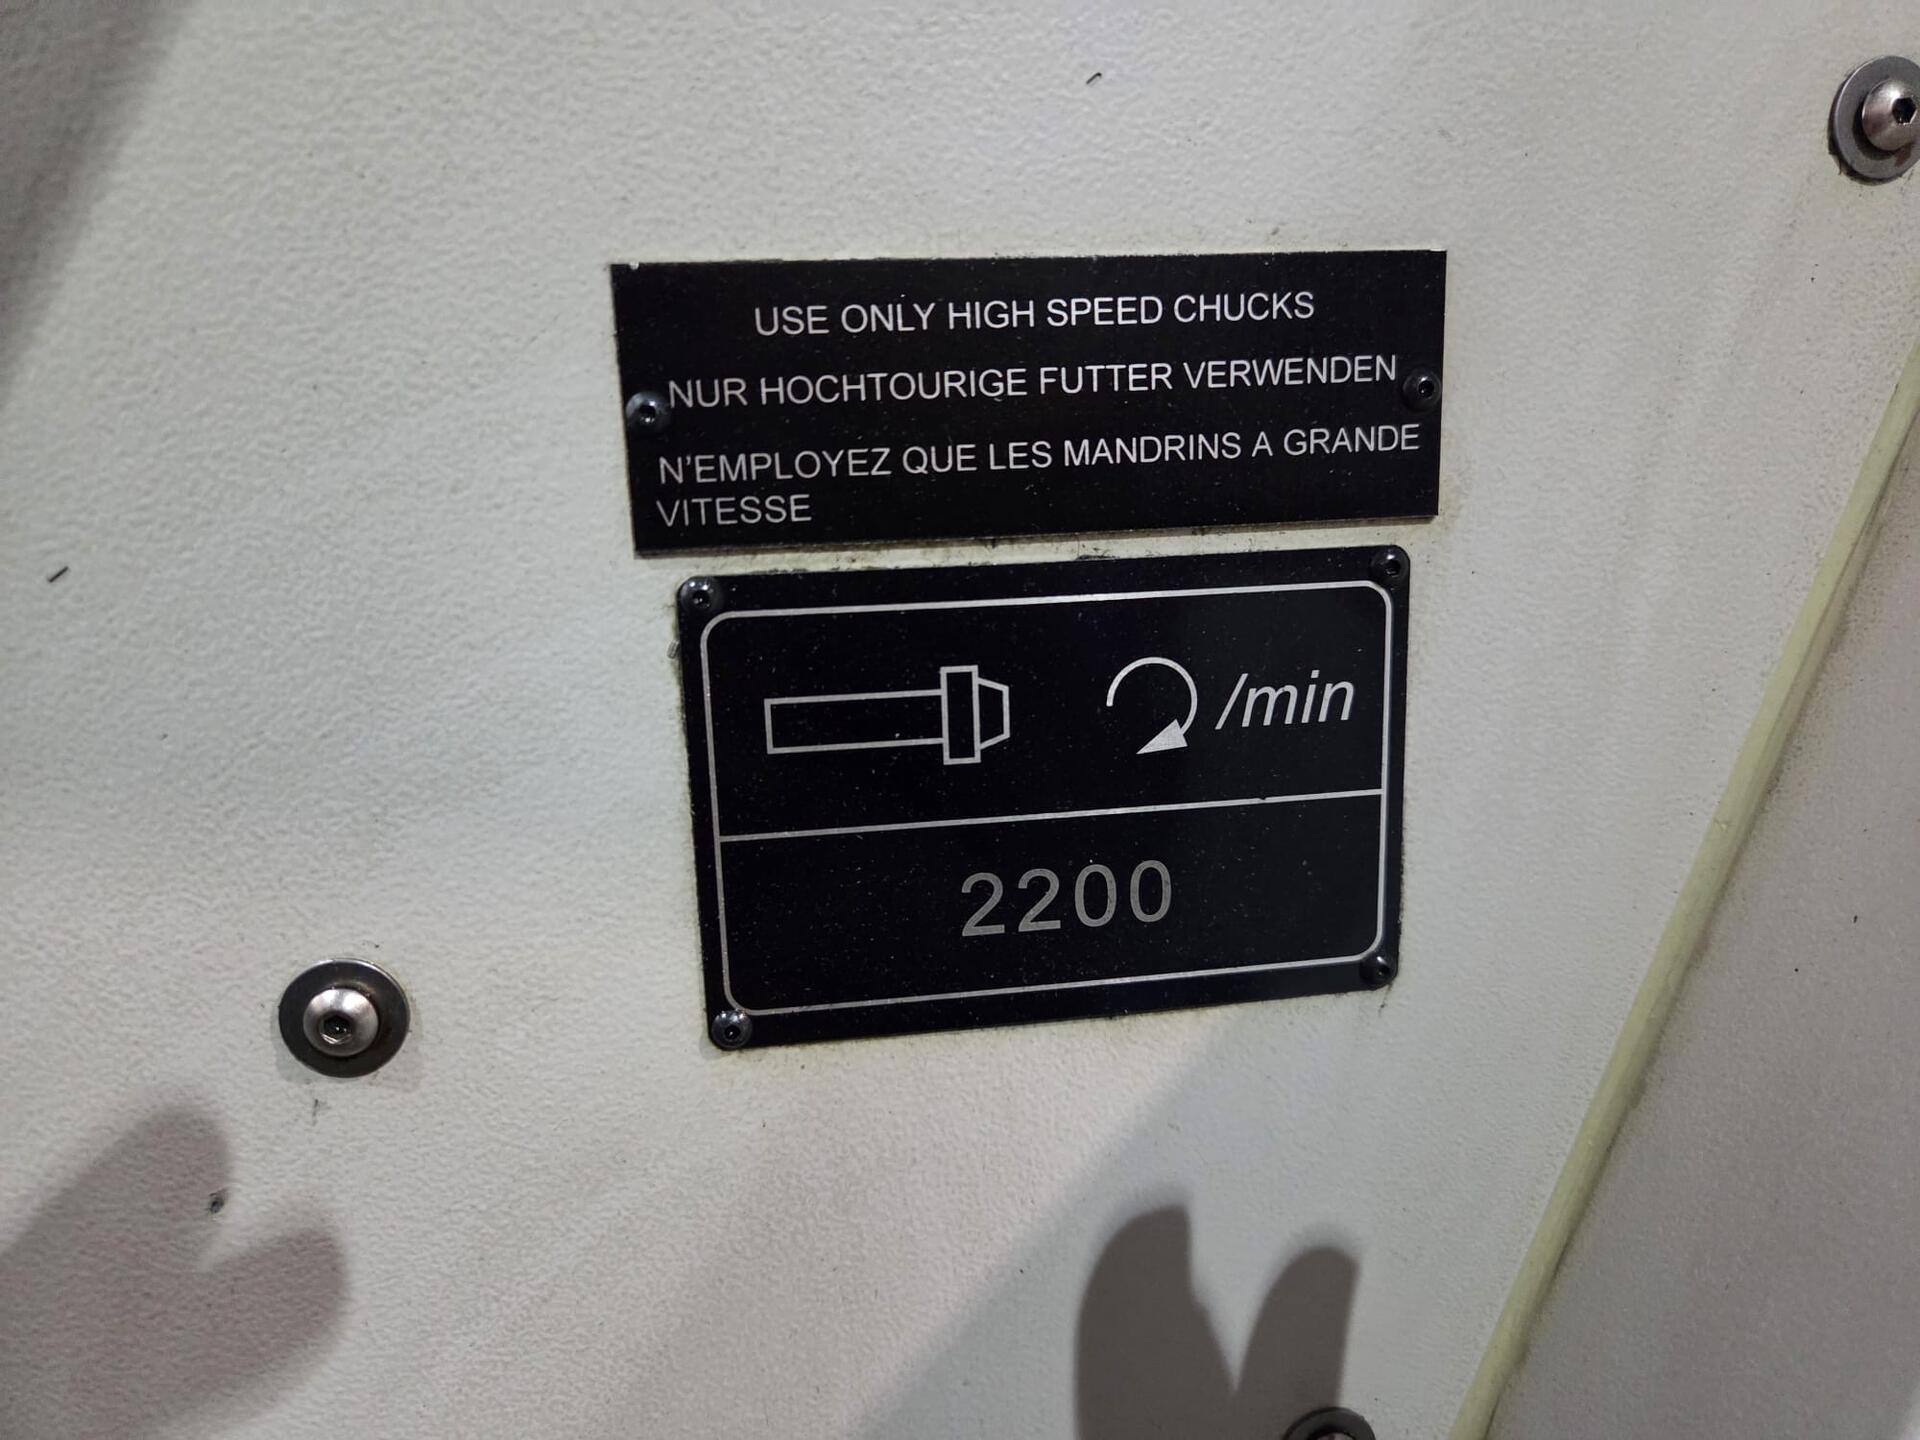 USE ONLY HIGH SPEED CHUCKS
NUR HOCHTOURIGE FUTTER VERWENDEN
N'EMPLOYEZ QUE LES MANDRINS A GRANDE
VITESSE
/min
2200